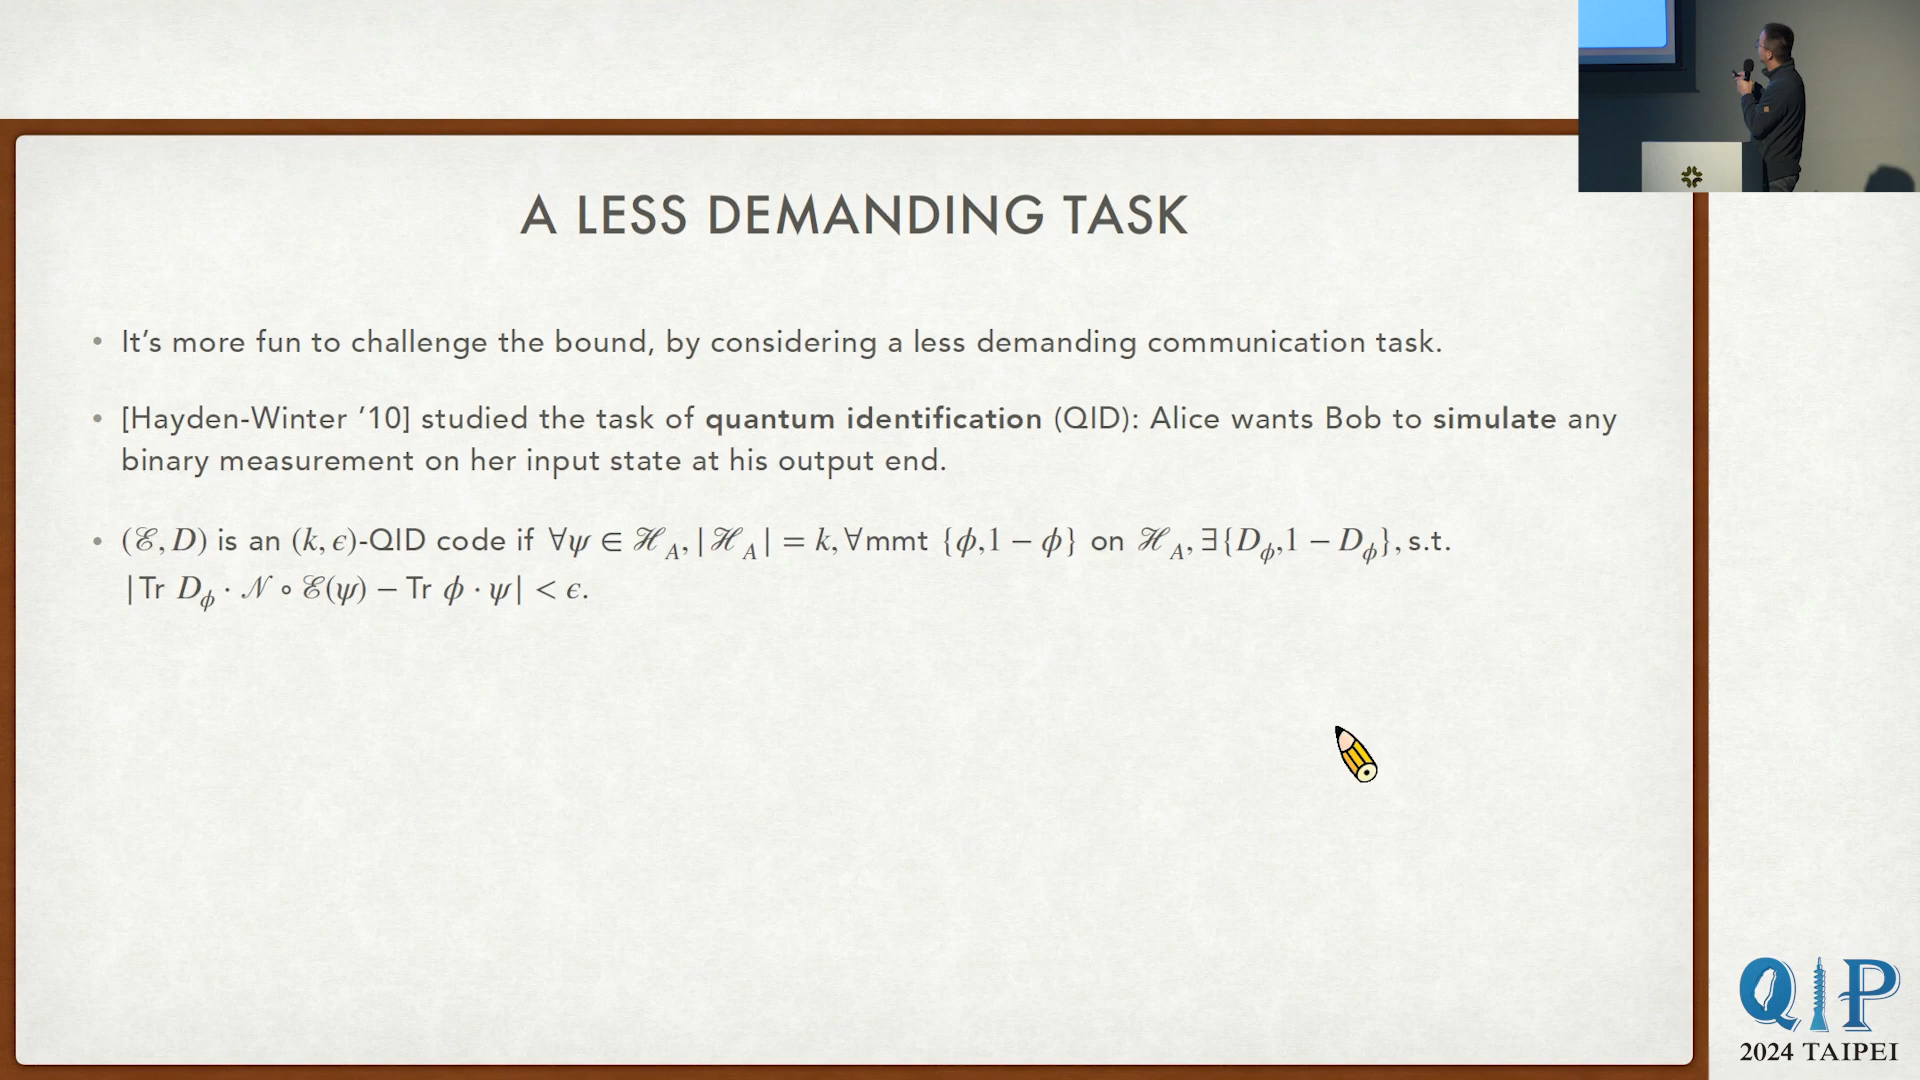 A LESS DEMANDING TASK
• It’s more fun to challenge the bound, by considering a less demanding communication task.
• [Hayden-Winter ’10] studied the task of quantum identification (QID): Alice wants Bob to simulate any
binary measurement on her input state at his output end.
• (ℰ, D) is an (k, ϵ)-QID code if ∀ψ ∈ ℋ_A, |ℋ_A| = k, ∀mmt {ϕ,1 − ϕ} on ℋ_A, ∃{D_ϕ,1 − D_ϕ}, s.t.
|Tr D_ϕ · 𝒩 ∘ ℰ(ψ) − Tr ϕ · ψ| < ϵ.
QIP
2024 TAIPEI